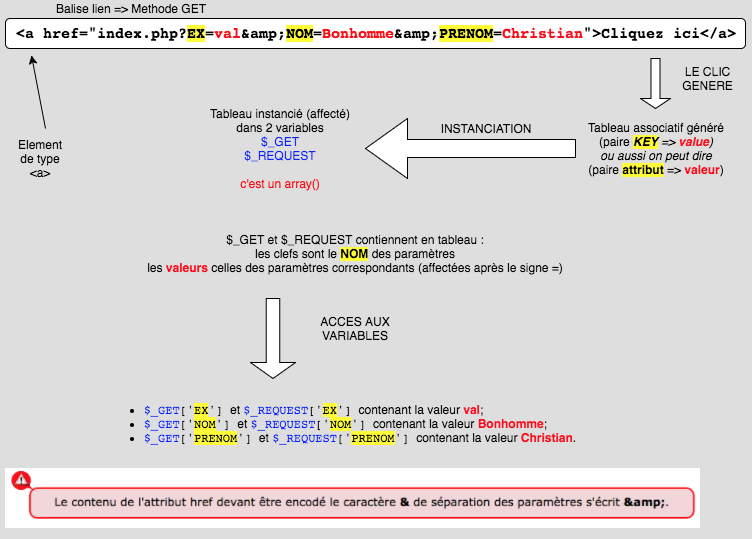 Balise lien => Methode GET
<a href="index.php?EX=val&amp;NOM=Bonhomme&amp;PRENOM=Christian">Cliquez ici</a>
LE CLIC
GENERE
Element
de type
<a>
Tableau associatif généré
(paire KEY => value)
ou aussi on peut dire
(paire attribut => valeur)
INSTANCIATION
Tableau instancié (affecté)
dans 2 variables
$_GET
$_REQUEST
c'est un array()
$_GET et $_REQUEST contiennent en tableau :
les clefs sont le NOM des paramètres
les valeurs celles des paramètres correspondants (affectées après le signe =)
ACCES AUX
VARIABLES
• $_GET['EX'] et $_REQUEST['EX'] contenant la valeur val;
• $_GET['NOM'] et $_REQUEST['NOM'] contenant la valeur Bonhomme;
• $_GET['PRENOM'] et $_REQUEST['PRENOM'] contenant la valeur Christian.
Le contenu de l'attribut href devant être encodé le caractère & de séparation des paramètres s'écrit &amp;.